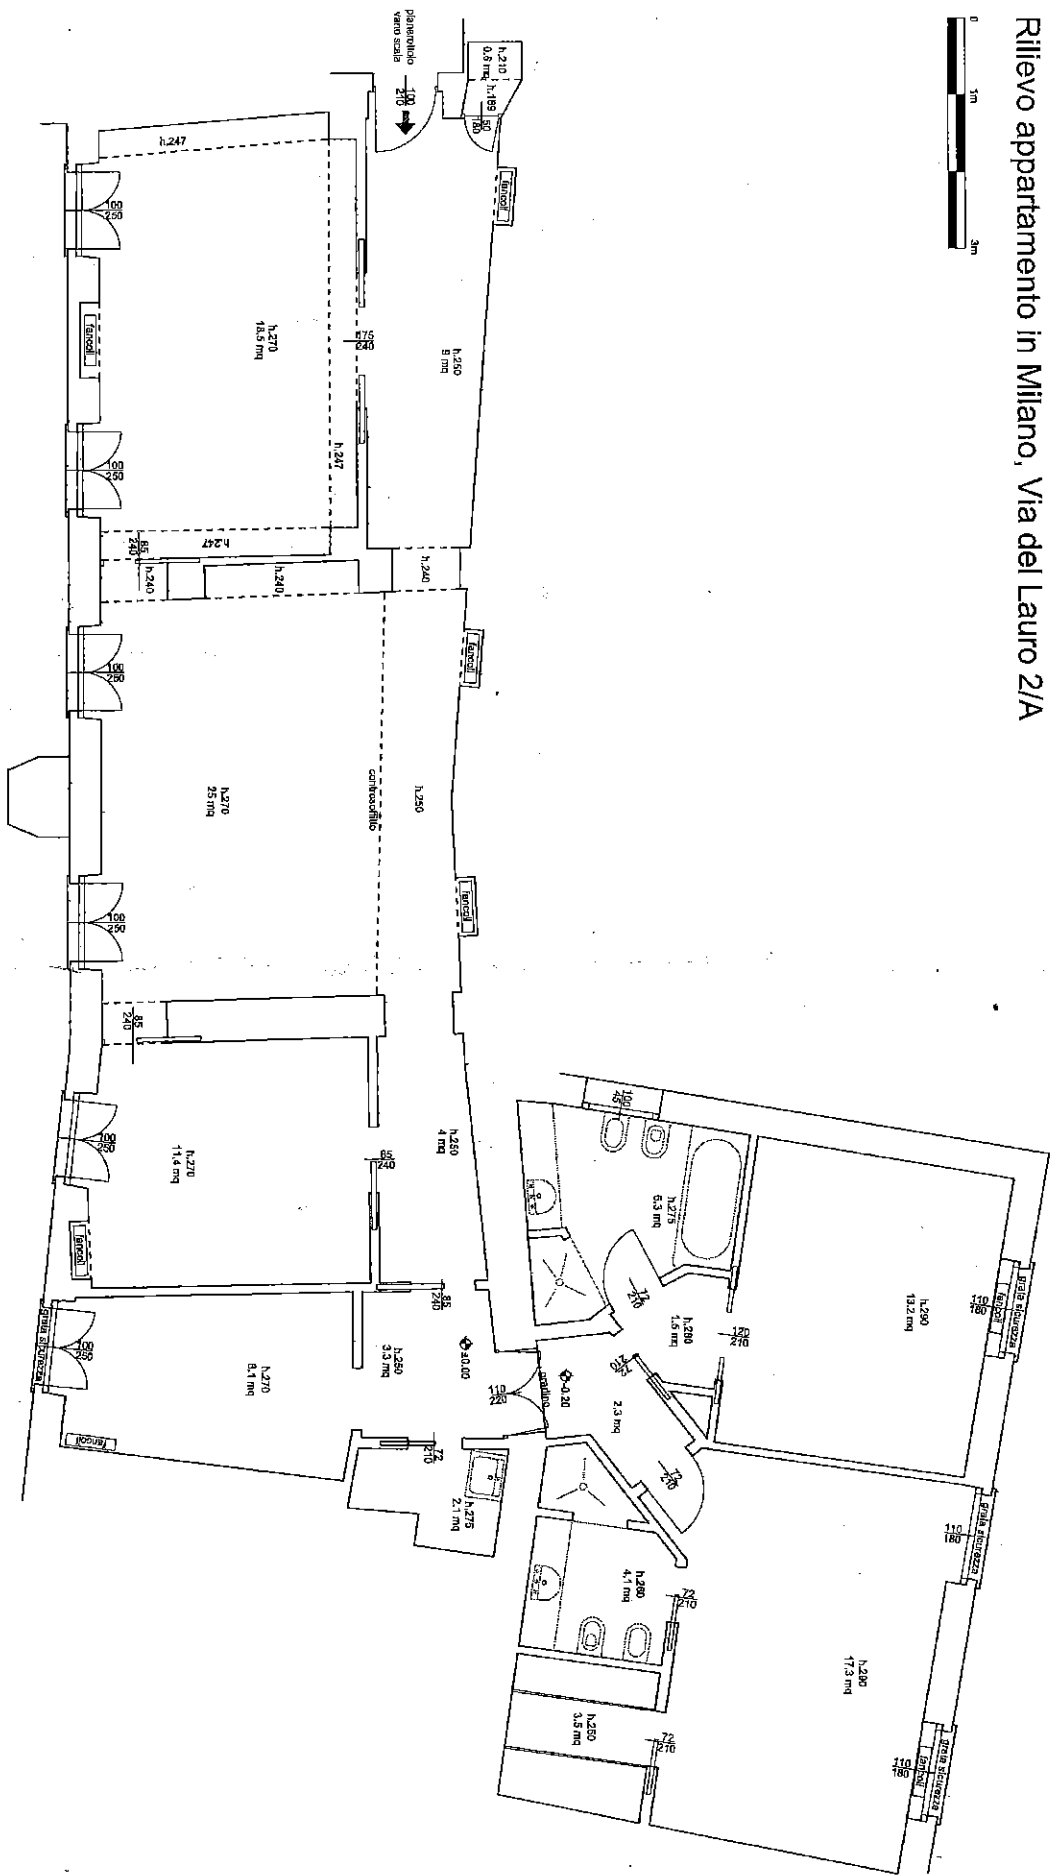 Rilievo appartamento in Milano, Via del Lauro 2/A
0
1m
3m
pianerottolo
vano scala
100
210
h.210
0.6 mq
h.189
50
180
fancoil
h.250
9 mq
h.247
100
250
fancoil
h.270
18.5 mq
175
240
h.247
100
250
h.247
85
240
h.240
h.240
h.240
100
250
fancoil
h.270
25 mq
controsoffitto
h.250
fancoil
100
250
85
240
100
250
h.270
11.4 mq
fancoil
85
240
h.250
4 mq
85
240
±0.00
h.250
3.3 mq
110
220
gradino
-0.20
grata sicurezza
100
250
h.270
8.1 mq
fancoil
72
210
h.275
2.1 mq
100
45
h.275
6.3 mq
72
210
h.260
1.5 mq
210
2.3 mq
72
210
h.290
13.2 mq
110
180
fancoil
grata sicurezza
h.260
4.1 mq
72
210
h.250
3.5 mq
72
210
h.290
17.3 mq
110
180
grata sicurezza
110
180
fancoil
grata sicurezza